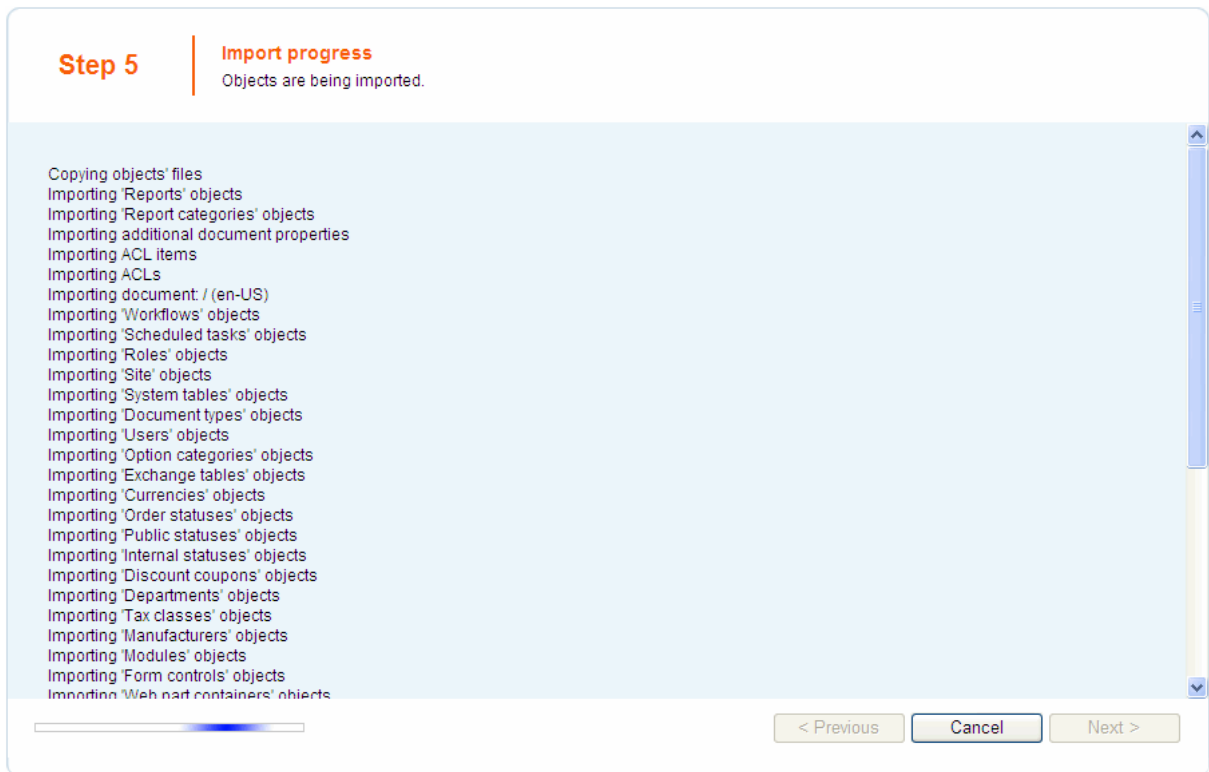 Step 5
Import progress
Objects are being imported.
Copying objects' files
Importing 'Reports' objects
Importing 'Report categories' objects
Importing additional document properties
Importing ACL items
Importing ACLs
Importing document: / (en-US)
Importing 'Workflows' objects
Importing 'Scheduled tasks' objects
Importing 'Roles' objects
Importing 'Site' objects
Importing 'System tables' objects
Importing 'Document types' objects
Importing 'Users' objects
Importing 'Option categories' objects
Importing 'Exchange tables' objects
Importing 'Currencies' objects
Importing 'Order statuses' objects
Importing 'Public statuses' objects
Importing 'Internal statuses' objects
Importing 'Discount coupons' objects
Importing 'Departments' objects
Importing 'Tax classes' objects
Importing 'Manufacturers' objects
Importing 'Modules' objects
Importing 'Form controls' objects
Importing 'Web part containers' objects
< Previous
Cancel
Next >